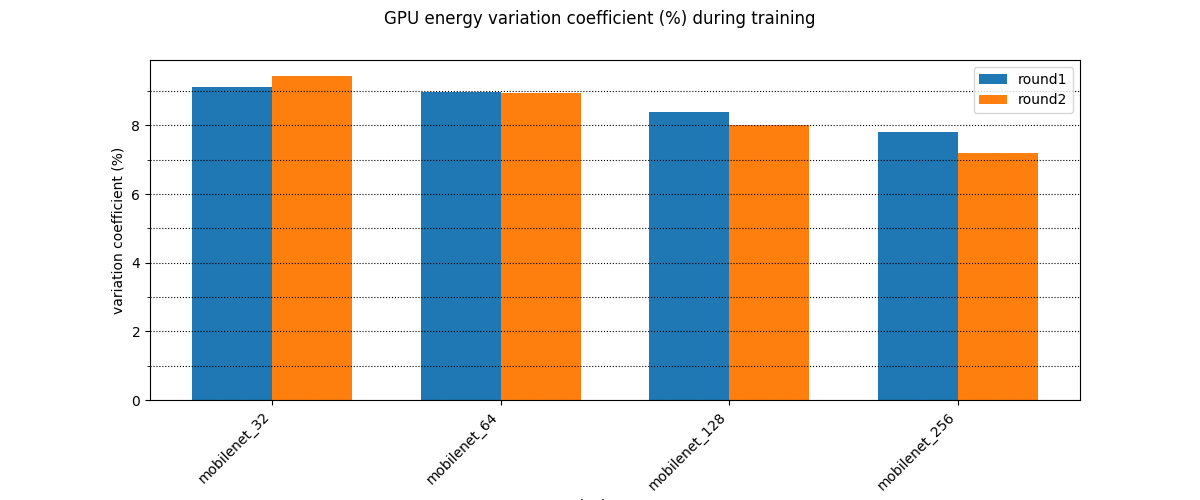 GPU energy variation coefficient (%) during training
round1
round2
variation coefficient (%)
8
6
4
2
0
mobilenet_32
mobilenet_64
mobilenet_128
mobilenet_256